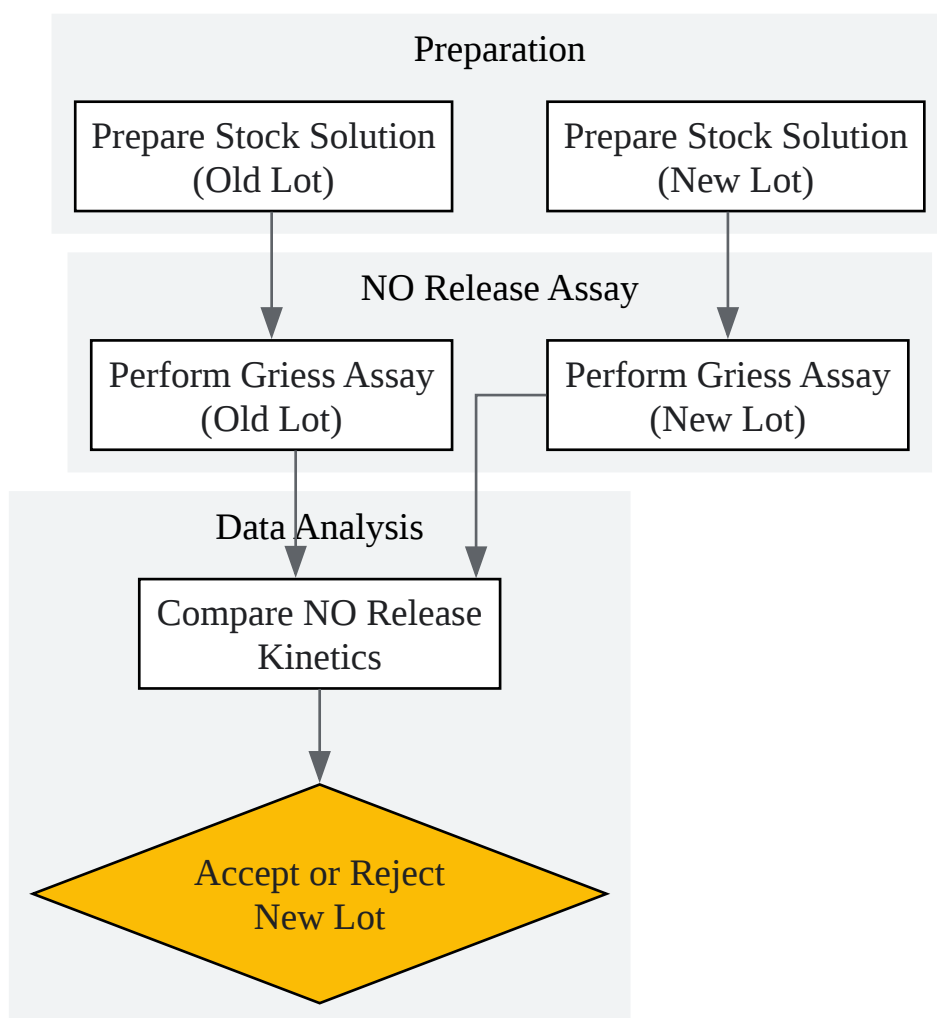 Preparation
Prepare Stock Solution
(Old Lot)
Prepare Stock Solution
(New Lot)
NO Release Assay
Perform Griess Assay
(Old Lot)
Perform Griess Assay
(New Lot)
Data Analysis
Compare NO Release
Kinetics
Accept or Reject
New Lot